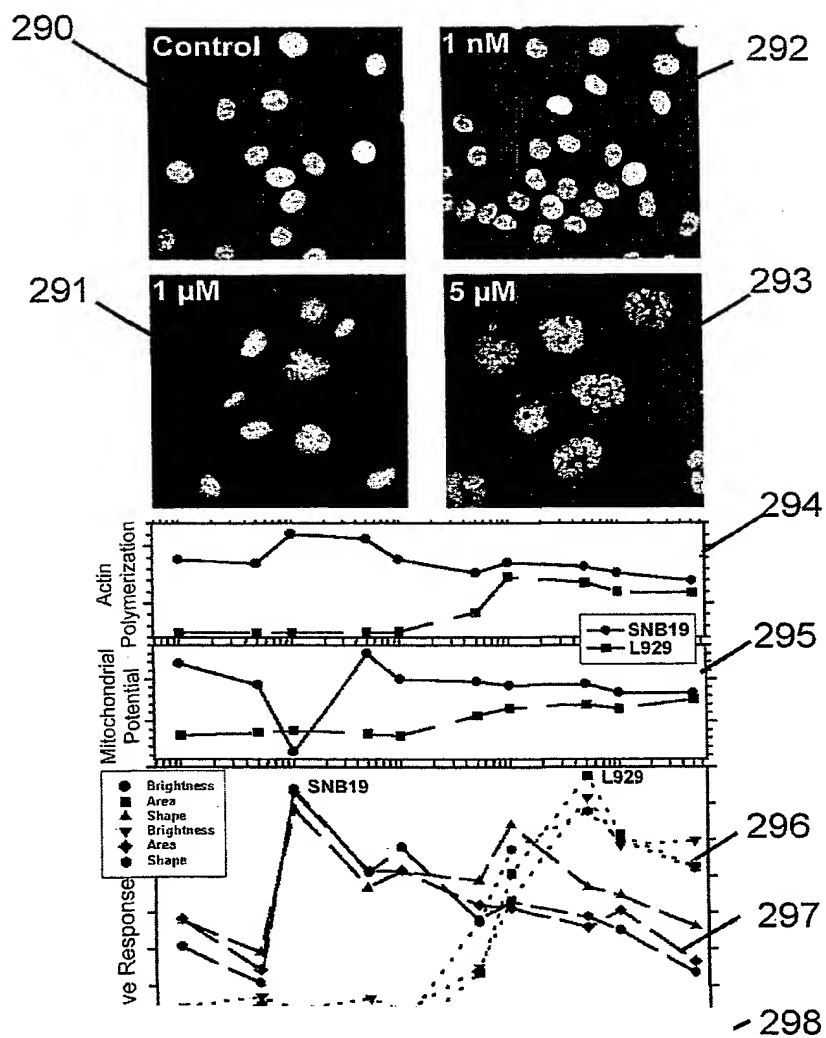 290
Control
1 nM
292
291
1 µM
5 µM
293
294
Actin
Polymerization
SNB19
L929
295
Mitochondrial
Potential
Brightness
Area
Shape
Brightness
Area
Shape
SNB19
L929
296
297
ve Response
298